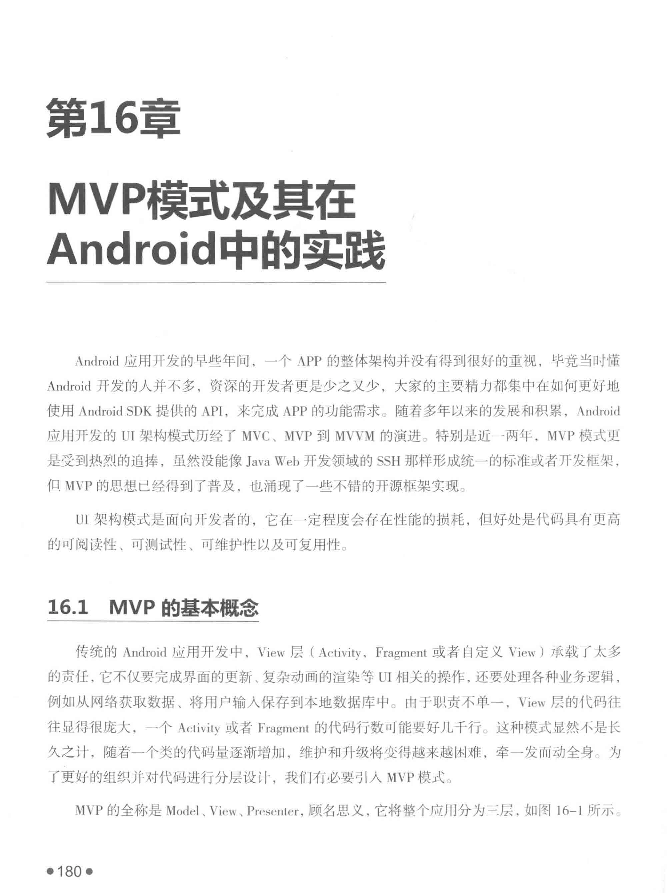 第16章
MVP模式及其在
Android中的实践
Android 应用开发的早些年间，一个 APP 的整体架构并没有得到很好的重视，毕竟当时懂
Android 开发的人并不多，资深的开发者更是少之又少，大家的主要精力都集中在如何更好地
使用 Android SDK 提供的 API，来完成 APP 的功能需求。随着多年以来的发展和积累，Android
应用开发的 UI 架构模式历经了 MVC、MVP 到 MVVM 的演进。特别是近一两年，MVP 模式更
是受到热烈的追捧，虽然没能像 Java Web 开发领域的 SSH 那样形成统一的标准或者开发框架，
但 MVP 的思想已经得到了普及，也涌现了一些不错的开源框架实现。
UI 架构模式是面向开发者的，它在一定程度会存在性能的损耗，但好处是代码具有更高
的可阅读性、可测试性、可维护性以及可复用性。
16.1 MVP 的基本概念
传统的 Android 应用开发中，View 层（Activity，Fragment 或者自定义 View）承载了太多
的责任，它不仅要完成界面的更新、复杂动画的渲染等 UI 相关的操作，还要处理各种业务逻辑，
例如从网络获取数据、将用户输入保存到本地数据库中。由于职责不单一，View 层的代码往
往显得很庞大，一个 Activity 或者 Fragment 的代码行数可能要好几千行。这种模式显然不是长
久之计，随着一个类的代码量逐渐增加，维护和升级将变得越来越困难，牵一发而动全身。为
了更好的组织并对代码进行分层设计，我们有必要引入 MVP 模式。
MVP 的全称是 Model、View、Presenter，顾名思义，它将整个应用分为三层，如图 16-1 所示。
●180●